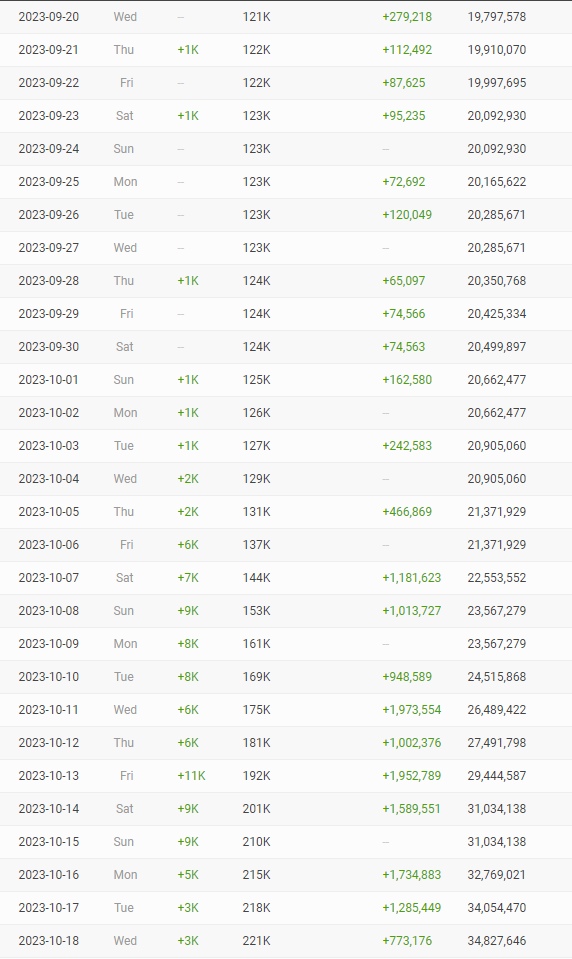 2023-09-20 Wed -- 121K +279,218 19,797,578
2023-09-21 Thu +1K 122K +112,492 19,910,070
2023-09-22 Fri -- 122K +87,625 19,997,695
2023-09-23 Sat +1K 123K +95,235 20,092,930
2023-09-24 Sun -- 123K -- 20,092,930
2023-09-25 Mon -- 123K +72,692 20,165,622
2023-09-26 Tue -- 123K +120,049 20,285,671
2023-09-27 Wed -- 123K -- 20,285,671
2023-09-28 Thu +1K 124K +65,097 20,350,768
2023-09-29 Fri -- 124K +74,566 20,425,334
2023-09-30 Sat -- 124K +74,563 20,499,897
2023-10-01 Sun +1K 125K +162,580 20,662,477
2023-10-02 Mon +1K 126K -- 20,662,477
2023-10-03 Tue +1K 127K +242,583 20,905,060
2023-10-04 Wed +2K 129K -- 20,905,060
2023-10-05 Thu +2K 131K +466,869 21,371,929
2023-10-06 Fri +6K 137K -- 21,371,929
2023-10-07 Sat +7K 144K +1,181,623 22,553,552
2023-10-08 Sun +9K 153K +1,013,727 23,567,279
2023-10-09 Mon +8K 161K -- 23,567,279
2023-10-10 Tue +8K 169K +948,589 24,515,868
2023-10-11 Wed +6K 175K +1,973,554 26,489,422
2023-10-12 Thu +6K 181K +1,002,376 27,491,798
2023-10-13 Fri +11K 192K +1,952,789 29,444,587
2023-10-14 Sat +9K 201K +1,589,551 31,034,138
2023-10-15 Sun +9K 210K -- 31,034,138
2023-10-16 Mon +5K 215K +1,734,883 32,769,021
2023-10-17 Tue +3K 218K +1,285,449 34,054,470
2023-10-18 Wed +3K 221K +773,176 34,827,646